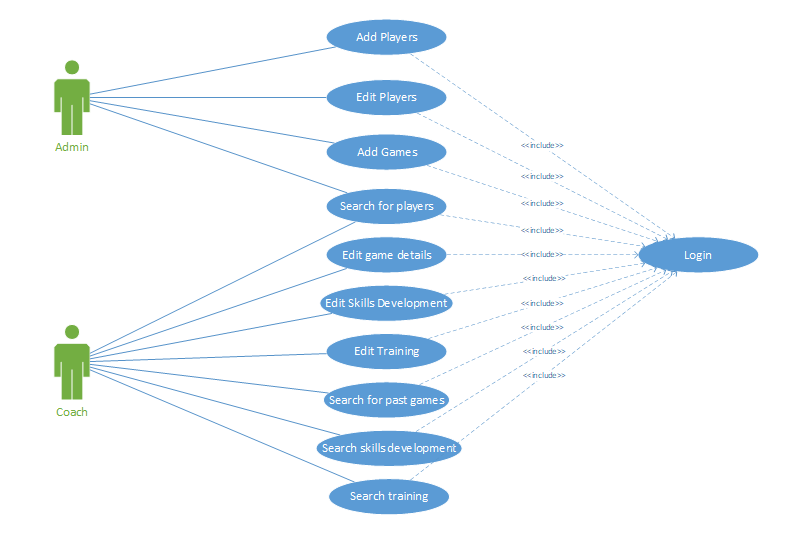 Add Players
Edit Players
Admin
<<include>>
Add Games
<<include>>
Search for players
<<include>>
<<include>>
Edit game details
<<include>>
Login
<<include>>
Edit Skills Development
<<include>>
<<include>>
Edit Training
<<include>>
<<include>>
Search for past games
Coach
Search skills development
Search training